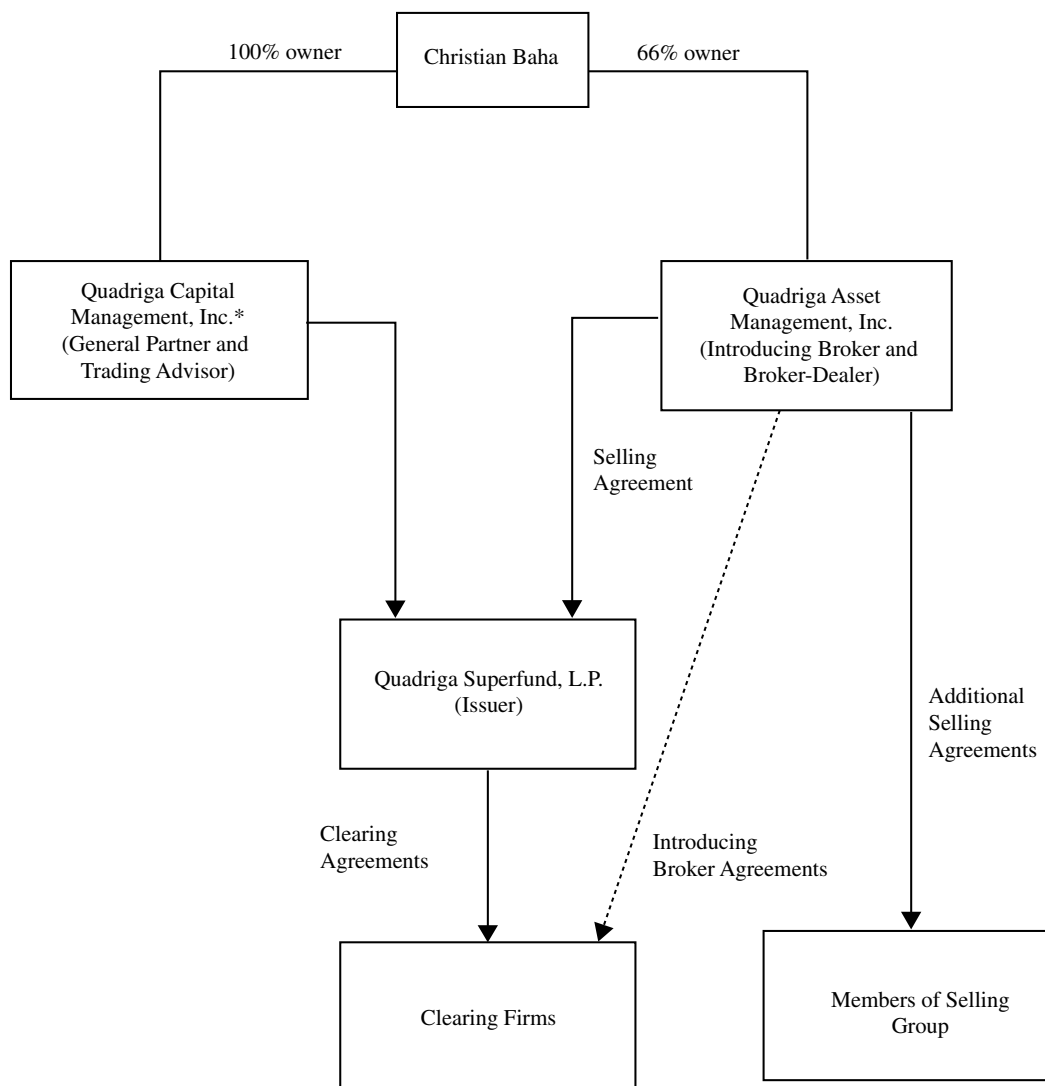 Christian Baha
100% owner
66% owner
Quadriga Capital
Management, Inc.*
(General Partner and
Trading Advisor)
Quadriga Asset
Management, Inc.
(Introducing Broker and
Broker-Dealer)
Selling
Agreement
Quadriga Superfund, L.P.
(Issuer)
Additional
Selling
Agreements
Clearing
Agreements
Introducing
Broker Agreements
Clearing Firms
Members of Selling
Group